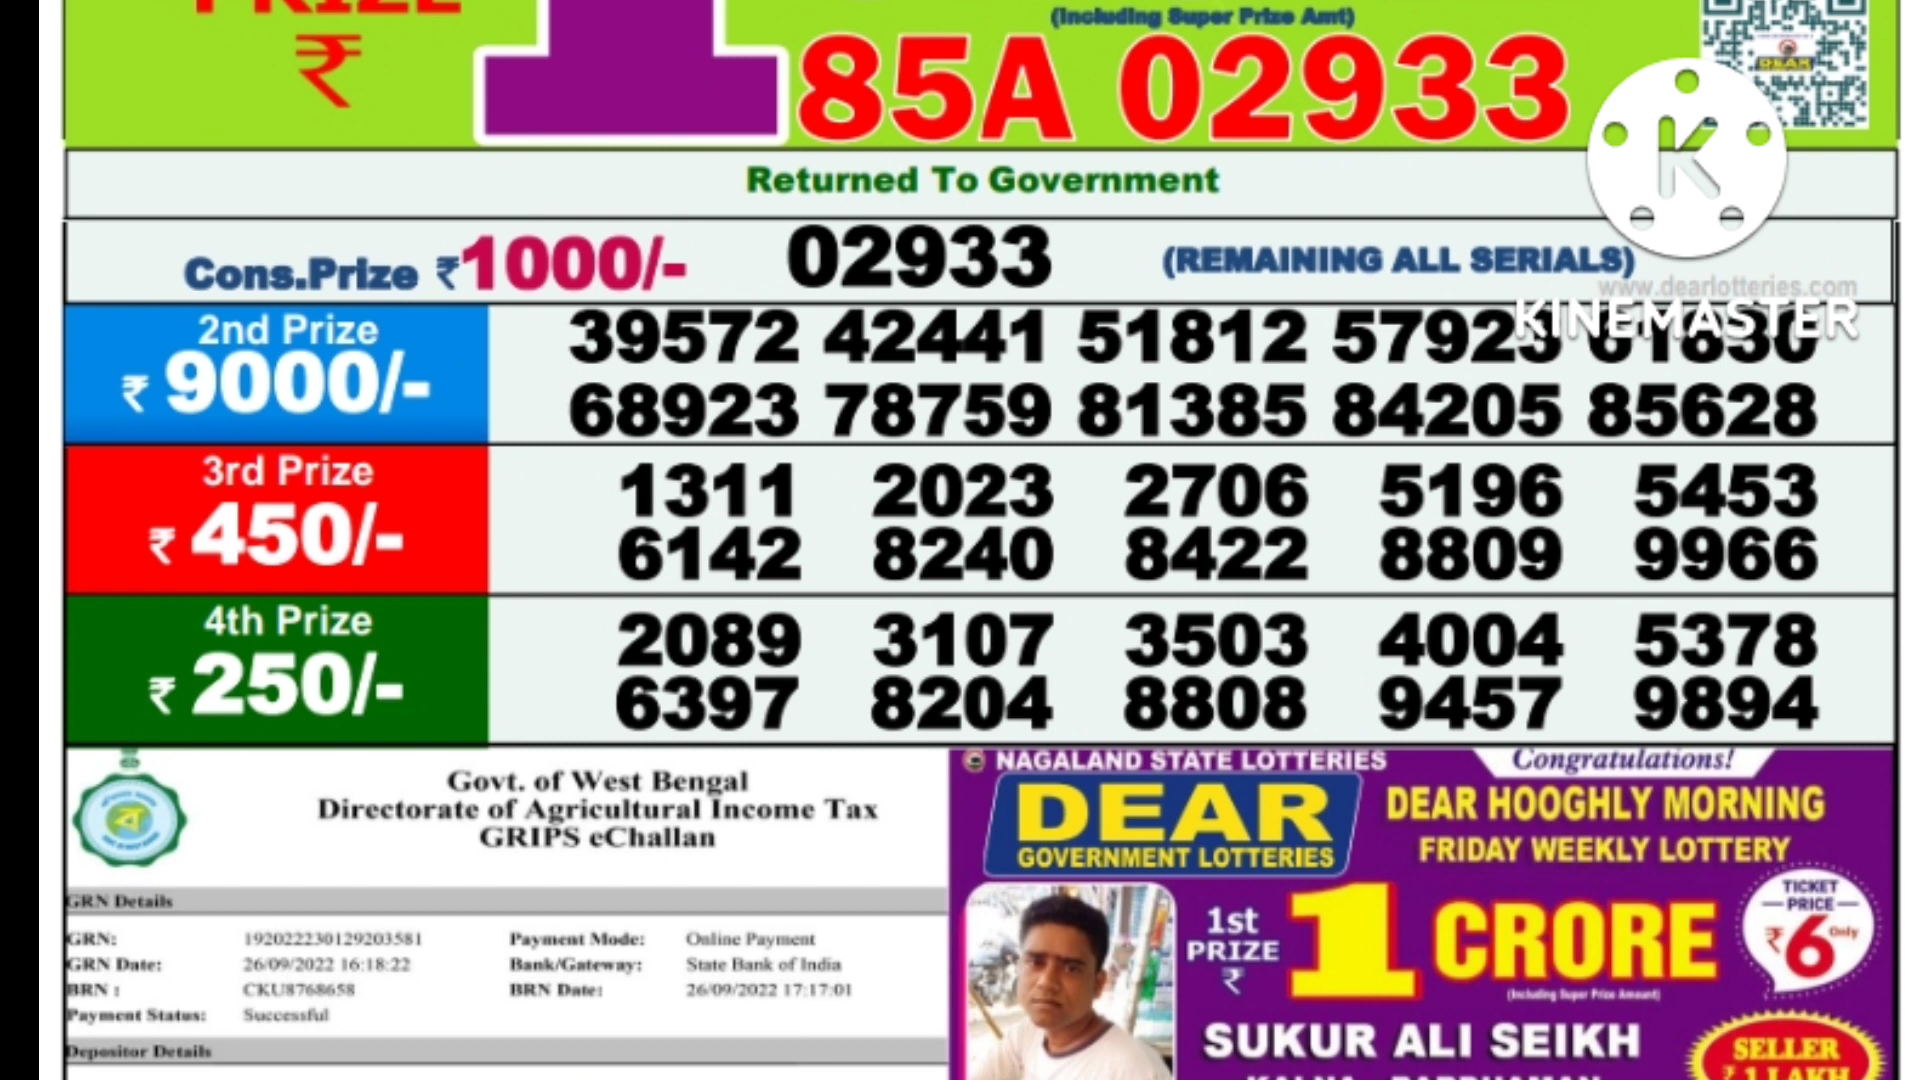 PRIZE
₹
1
(Including Super Prize Amt)
85A 02933
DEAR
Returned To Government
Cons.Prize ₹1000/- 02933 (REMAINING ALL SERIALS)
www.dearlotteries.com
KINEMASTER
2nd Prize
₹ 9000/-
39572 42441 51812 57923 61830
68923 78759 81385 84205 85628
3rd Prize
₹ 450/-
1311 2023 2706 5196 5453
6142 8240 8422 8809 9966
4th Prize
₹ 250/-
2089 3107 3503 4004 5378
6397 8204 8808 9457 9894
Govt. of West Bengal
Directorate of Agricultural Income Tax
GRIPS eChallan
GRN Details
GRN: 192022230129203581 Payment Mode: Online Payment
GRN Date: 26/09/2022 16:18:22 Bank/Gateway: State Bank of India
BRN : CKU8768658 BRN Date: 26/09/2022 17:17:01
Payment Status: Successful
Depositor Details
NAGALAND STATE LOTTERIES
DEAR
GOVERNMENT LOTTERIES
Congratulations!
DEAR HOOGHLY MORNING
FRIDAY WEEKLY LOTTERY
1st
PRIZE
₹
1 CRORE
(Including Super Prize Amount)
TICKET
PRICE
₹6 Only
SUKUR ALI SEIKH
SELLER
₹ 1 LAKH